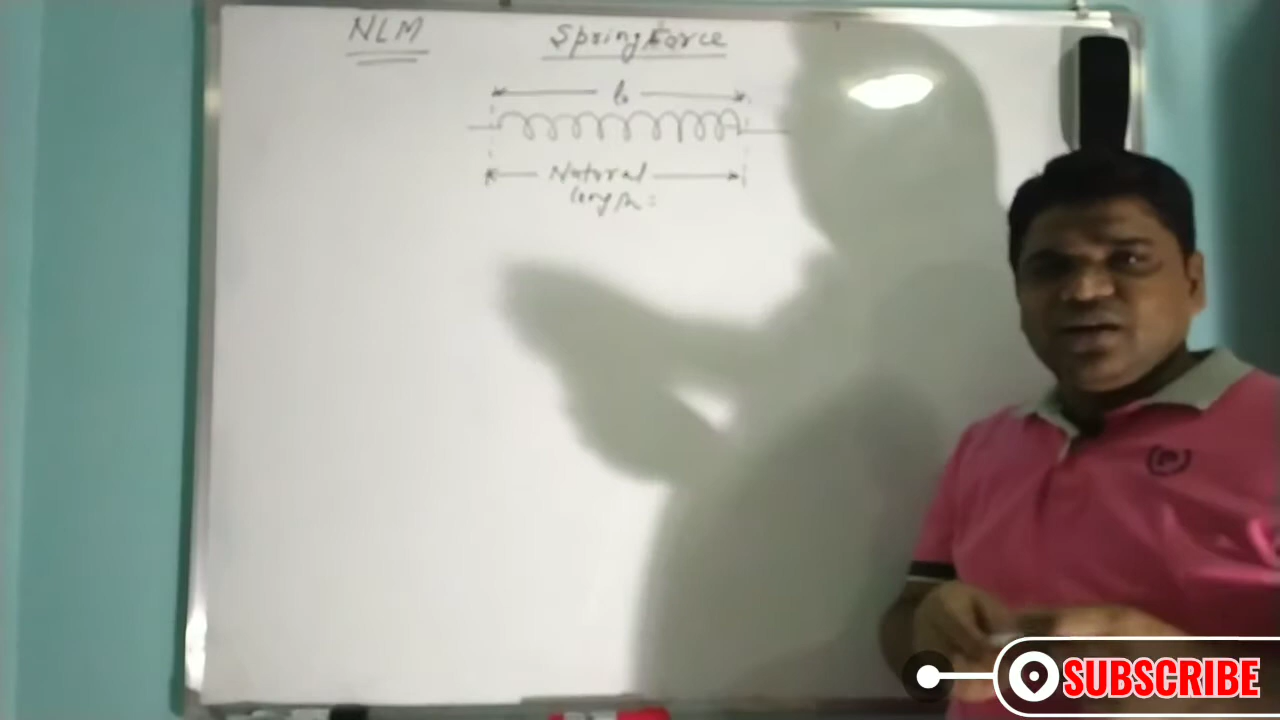 NLM
Spring Force
l₀
Natural
length =
SUBSCRIBE